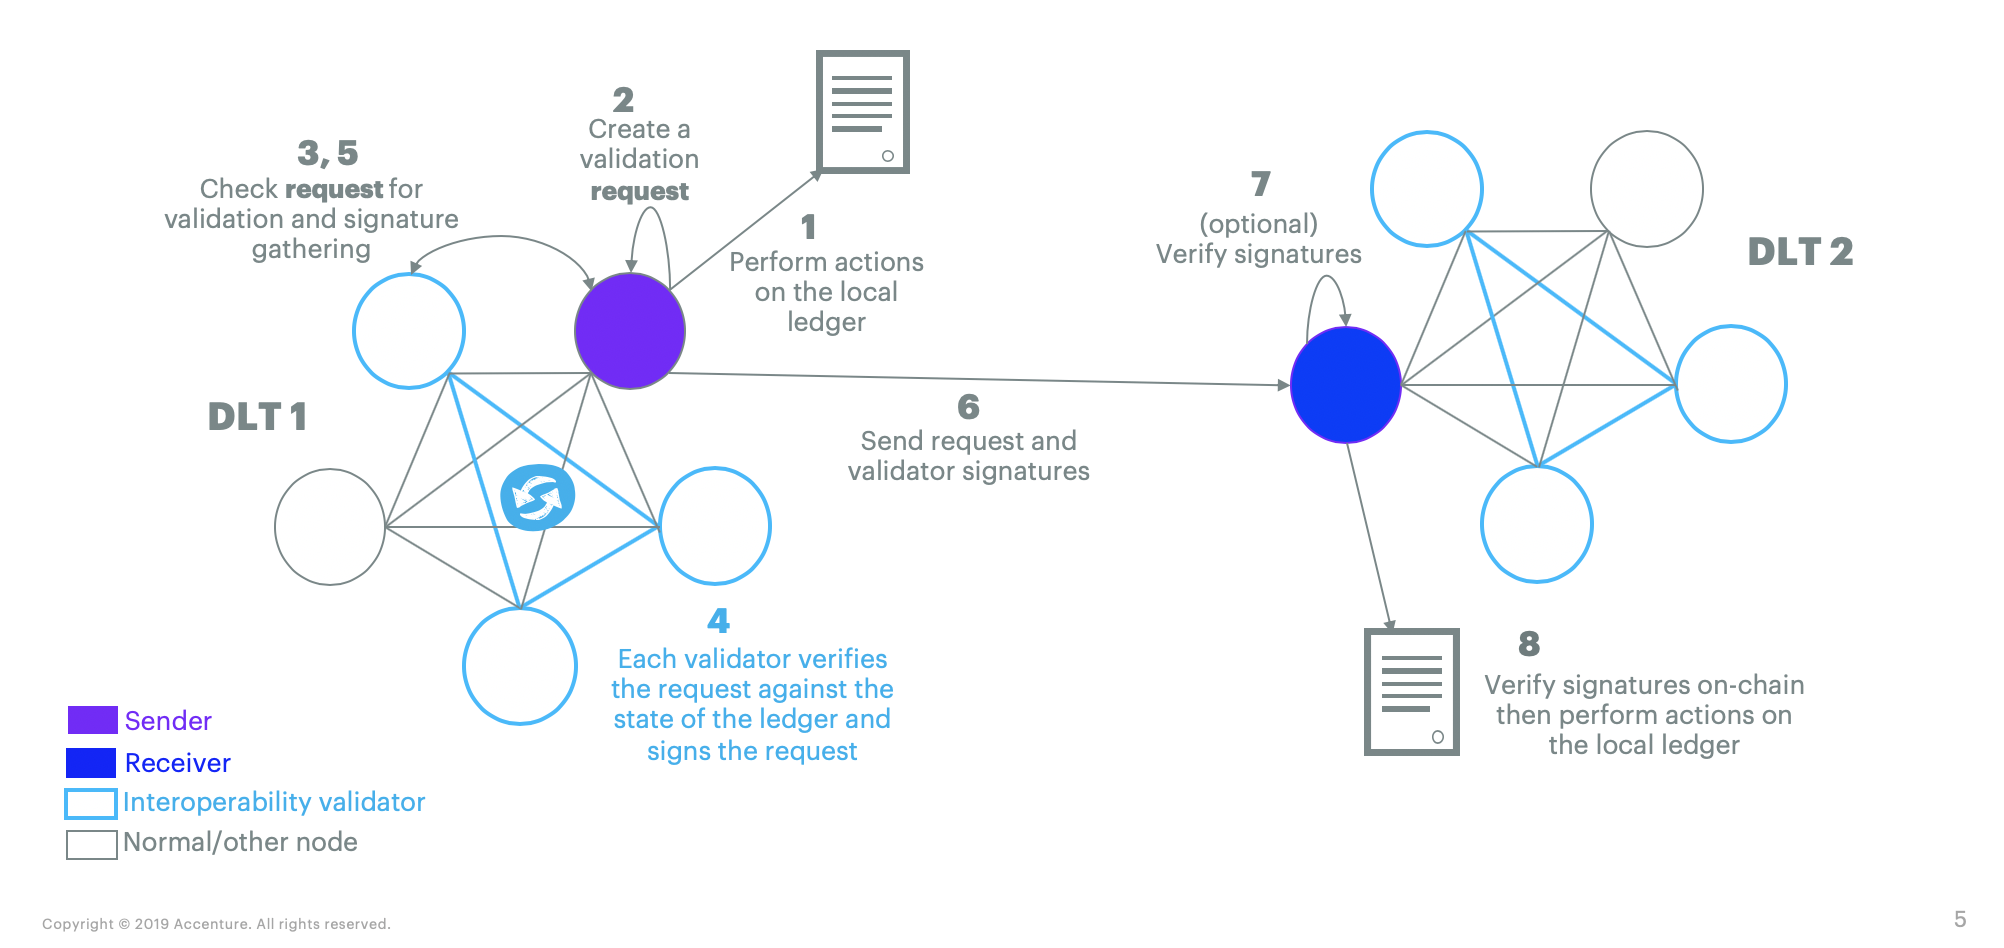 3, 5
Check request for
validation and signature
gathering
2
Create a
validation
request
1
Perform actions
on the local
ledger
DLT 1
6
Send request and
validator signatures
7
(optional)
Verify signatures
DLT 2
4
Each validator verifies
the request against the
state of the ledger and
signs the request
8
Verify signatures on-chain
then perform actions on
the local ledger
Sender
Receiver
Interoperability validator
Normal/other node
Copyright © 2019 Accenture. All rights reserved.
5